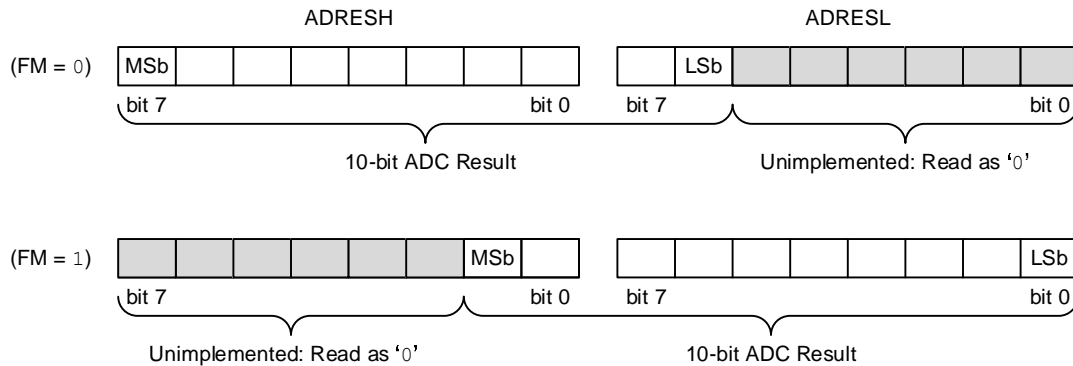 ADRESH ADRESL
(FM = 0) MSb LSb
bit 7 bit 0 bit 7 bit 0
10-bit ADC Result Unimplemented: Read as ‘0’
(FM = 1) MSb LSb
bit 7 bit 0 bit 7 bit 0
Unimplemented: Read as ‘0’ 10-bit ADC Result